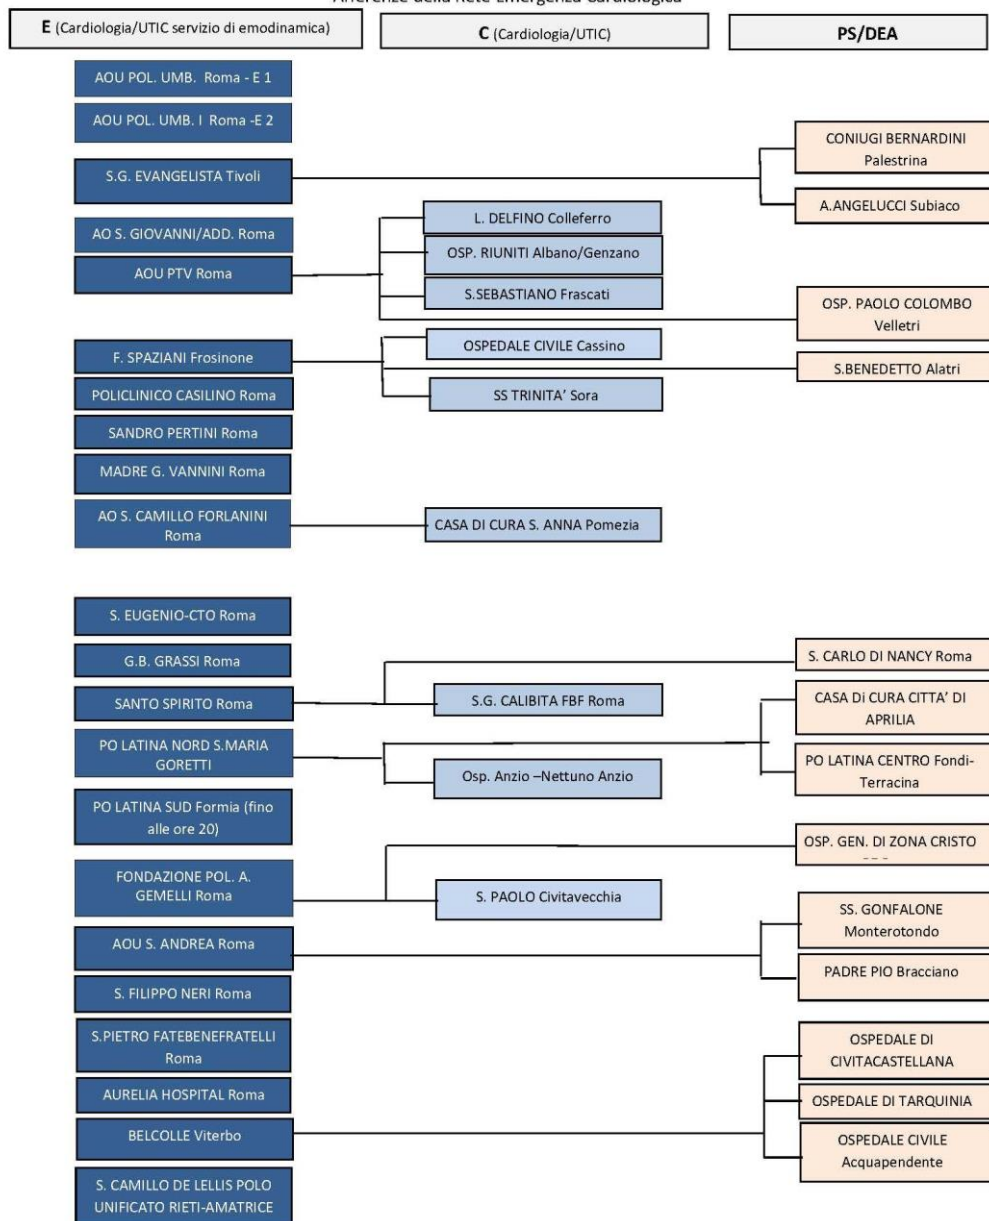 Afferenze della Rete Emergenza Cardiologica
E (Cardiologia/UTIC servizio di emodinamica)
C (Cardiologia/UTIC)
PS/DEA
AOU POL. UMB.  Roma - E 1
AOU POL. UMB. I  Roma -E 2
CONIUGI BERNARDINI
Palestrina
S.G. EVANGELISTA Tivoli
A.ANGELUCCI Subiaco
L. DELFINO Colleferro
AO S. GIOVANNI/ADD. Roma
OSP. RIUNITI Albano/Genzano
AOU PTV Roma
S.SEBASTIANO Frascati
OSP. PAOLO COLOMBO
Velletri
OSPEDALE CIVILE Cassino
F. SPAZIANI Frosinone
S.BENEDETTO Alatri
POLICLINICO CASILINO Roma
SS TRINITA’ Sora
SANDRO PERTINI Roma
MADRE G. VANNINI Roma
AO S. CAMILLO FORLANINI
Roma
CASA DI CURA S. ANNA Pomezia
S. EUGENIO-CTO Roma
G.B. GRASSI Roma
S. CARLO DI NANCY Roma
SANTO SPIRITO Roma
S.G. CALIBITA FBF Roma
CASA Di CURA CITTA’ DI
APRILIA
PO LATINA NORD S.MARIA
GORETTI
Osp. Anzio –Nettuno Anzio
PO LATINA CENTRO Fondi-
Terracina
PO LATINA SUD Formia (fino
alle ore 20)
OSP. GEN. DI ZONA CRISTO
FONDAZIONE POL. A.
GEMELLI Roma
S. PAOLO Civitavecchia
SS. GONFALONE
Monterotondo
AOU S. ANDREA Roma
PADRE PIO Bracciano
S. FILIPPO NERI Roma
S.PIETRO FATEBENEFRATELLI
Roma
OSPEDALE DI
CIVITACASTELLANA
AURELIA HOSPITAL Roma
OSPEDALE DI TARQUINIA
BELCOLLE Viterbo
OSPEDALE CIVILE
Acquapendente
S. CAMILLO DE LELLIS POLO
UNIFICATO RIETI-AMATRICE